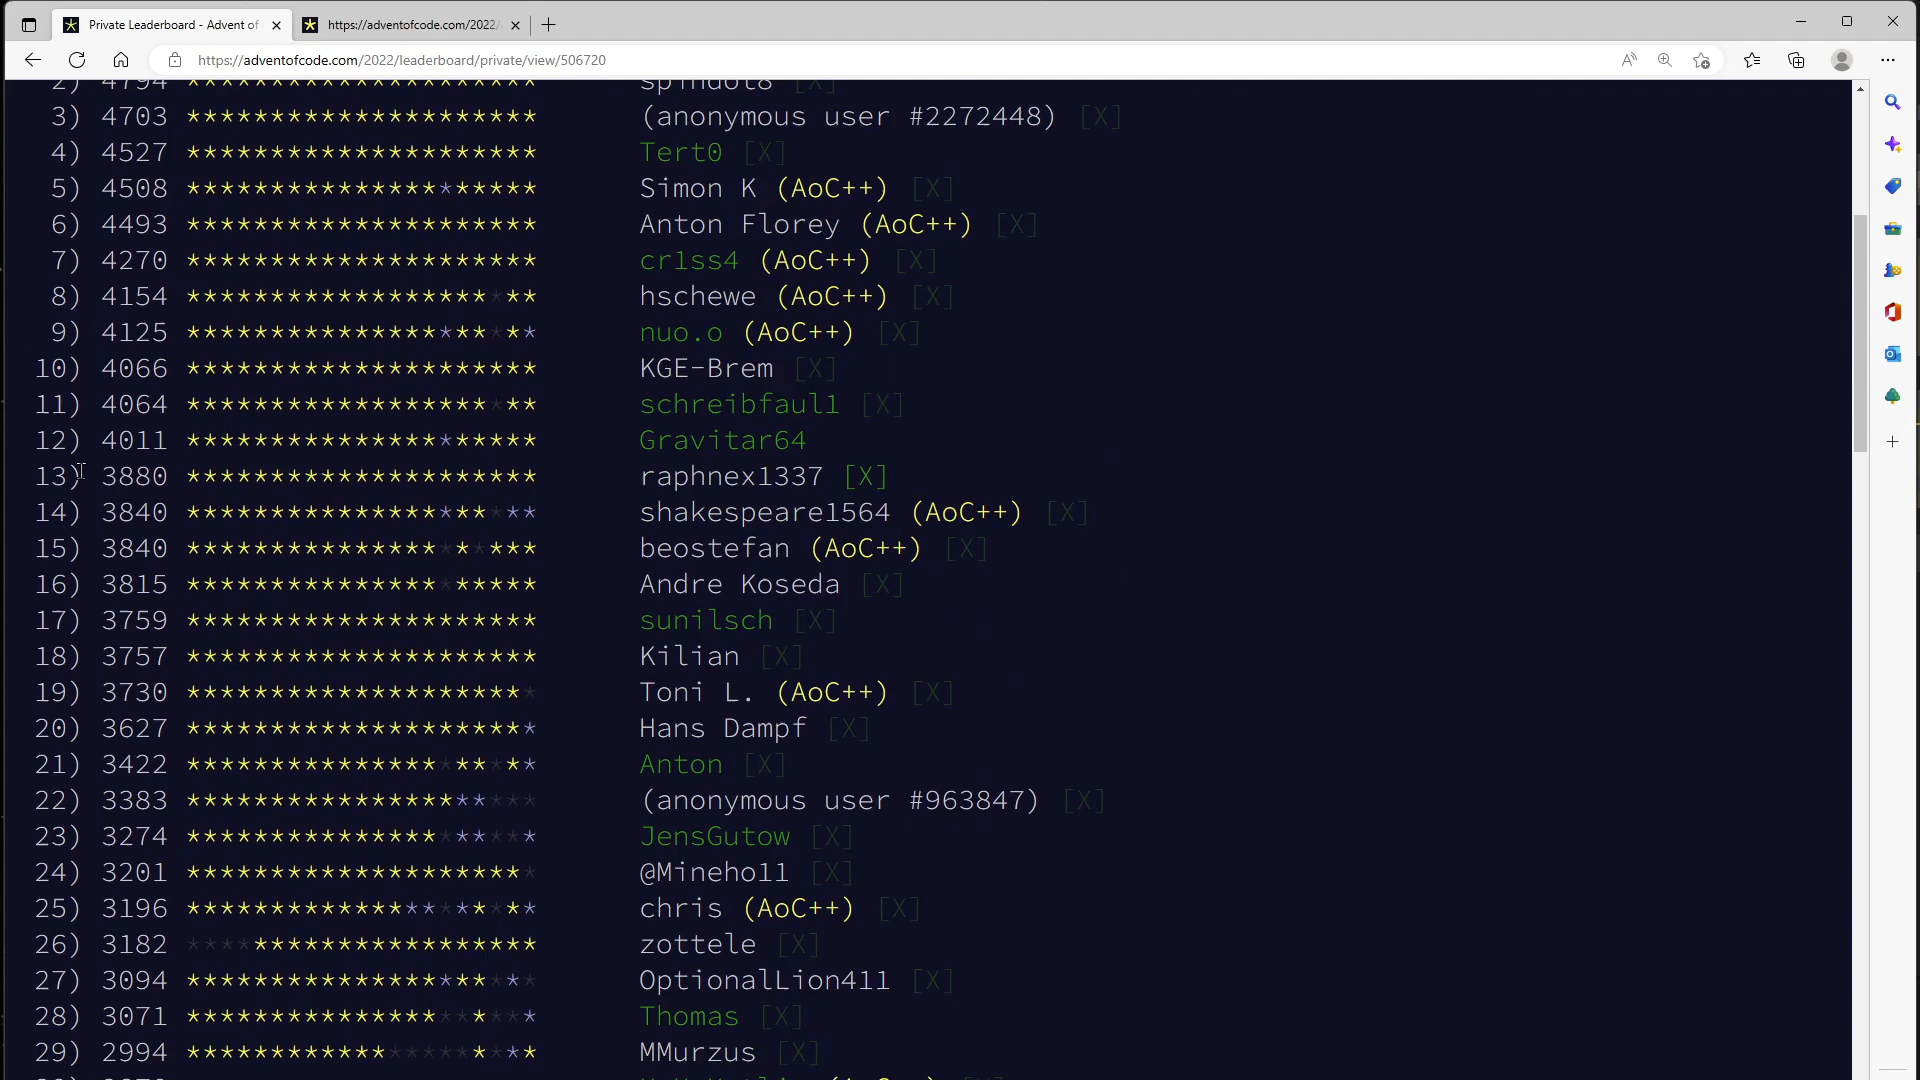 Private Leaderboard - Advent of
https://adventofcode.com/2022/
https://adventofcode.com/2022/leaderboard/private/view/506720
2) 4794 ********************* spindot8 [X]
3) 4703 ********************* (anonymous user #2272448) [X]
4) 4527 ********************* Tert0 [X]
5) 4508 ********************* Simon K (AoC++) [X]
6) 4493 ********************* Anton Florey (AoC++) [X]
7) 4270 ********************* cr1ss4 (AoC++) [X]
8) 4154 ********************* hschewe (AoC++) [X]
9) 4125 ********************* nuo.o (AoC++) [X]
10) 4066 ********************* KGE-Brem [X]
11) 4064 ********************* schreibfaul1 [X]
12) 4011 ********************* Gravitar64
13) 3880 ********************* raphnex1337 [X]
14) 3840 ********************* shakespeare1564 (AoC++) [X]
15) 3840 ********************* beostefan (AoC++) [X]
16) 3815 ********************* Andre Koseda [X]
17) 3759 ********************* sunilsch [X]
18) 3757 ********************* Kilian [X]
19) 3730 ********************* Toni L. (AoC++) [X]
20) 3627 ********************* Hans Dampf [X]
21) 3422 ********************* Anton [X]
22) 3383 ********************* (anonymous user #963847) [X]
23) 3274 ********************* JensGutow [X]
24) 3201 ********************* @Mineho11 [X]
25) 3196 ********************* chris (AoC++) [X]
26) 3182 ********************* zottele [X]
27) 3094 ********************* OptionalLion411 [X]
28) 3071 ********************* Thomas [X]
29) 2994 ********************* MMurzus [X]